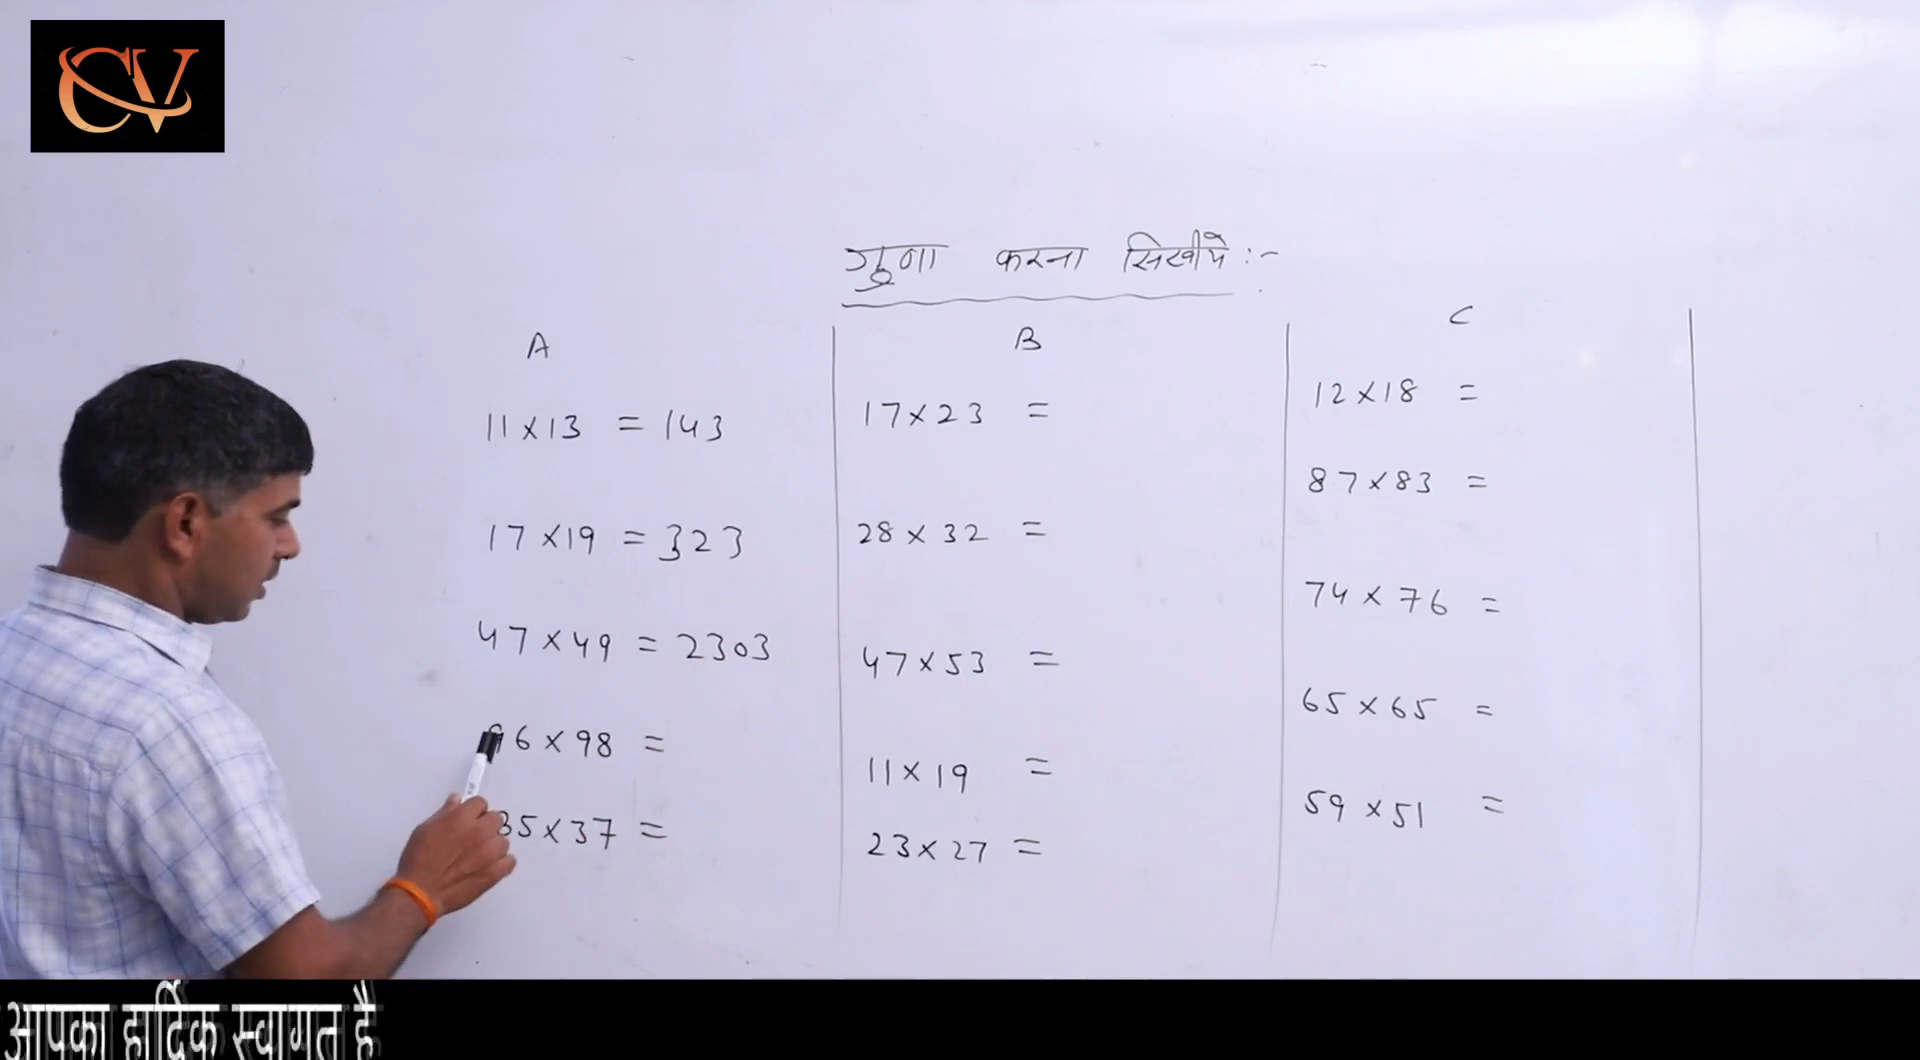 CV
गुणा करना सिखीये :-
A
11 x 13 = 143
17 x 19 = 323
47 x 49 = 2303
96 x 98 =
35 x 37 =
B
17 x 23 =
28 x 32 =
47 x 53 =
11 x 19 =
23 x 27 =
C
12 x 18 =
87 x 83 =
74 x 76 =
65 x 65 =
59 x 51 =
आपका हार्दिक स्वागत है